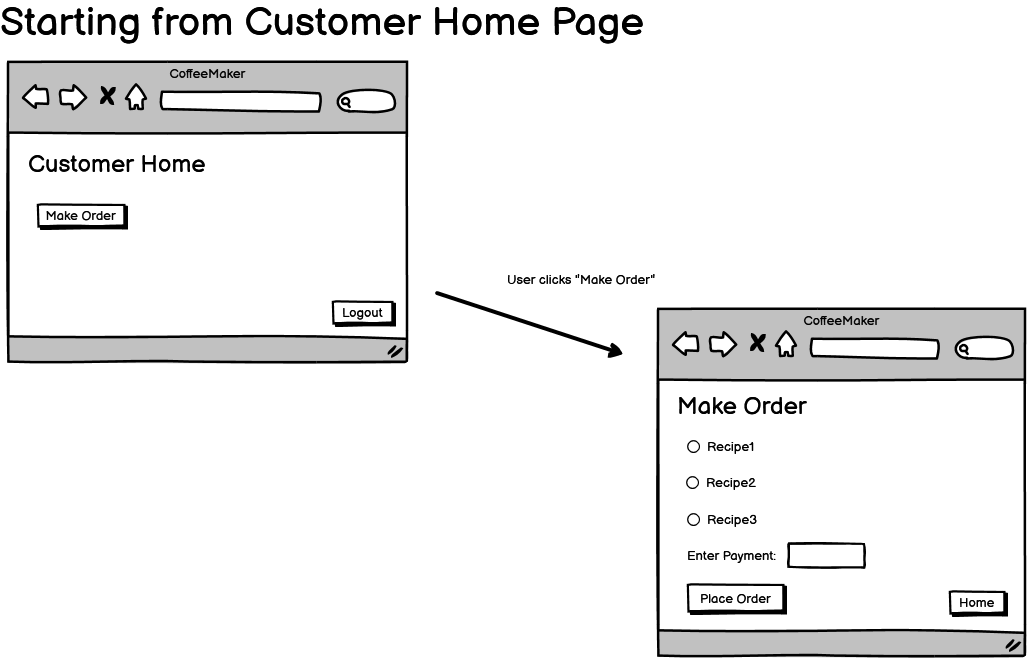 Starting from Customer Home Page
CoffeeMaker
Customer Home
Make Order
Logout
User clicks "Make Order"
CoffeeMaker
Make Order
Recipe1
Recipe2
Recipe3
Enter Payment:
Place Order
Home